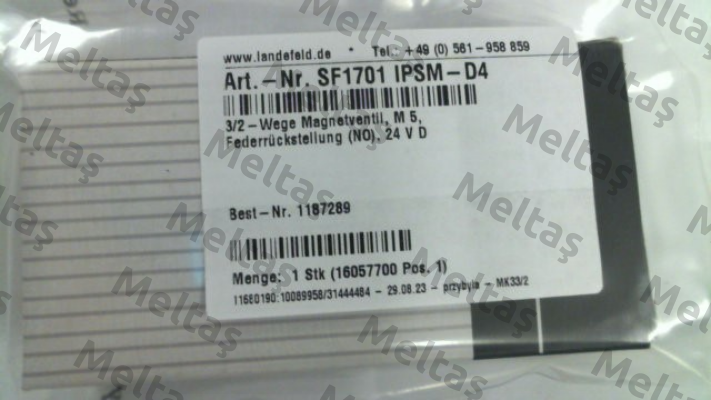 www.landefeld.de * Tel.: +49 (0) 561-958 859
Art.-Nr. SF1701 IPSM-D4
3/2-Wege Magnetventil, M 5,
Federrückstellung (NO), 24 V D
Best-Nr. 1187289
Menge: 1 Stk (16057700 Pos. 1)
11680190:10089958/31444484 - 29.08.23 - przybyla - MK33/2
Meltaş